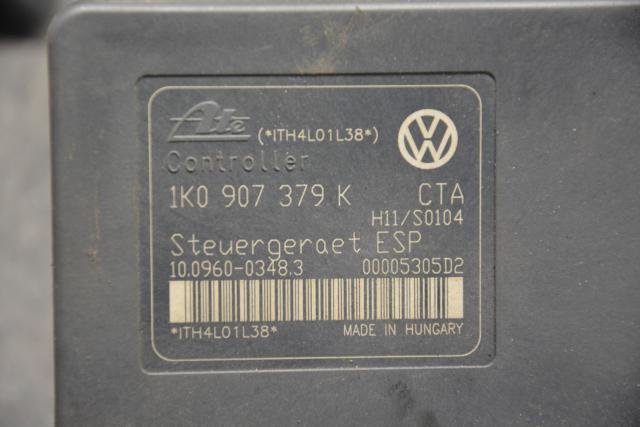 Ate (*ITH4L01L38*)
Controller
1K0 907 379 K CTA
H11/S0104
Steuergeraet ESP
10.0960-0348.3 00005305D2
*ITH4L01L38* MADE IN HUNGARY